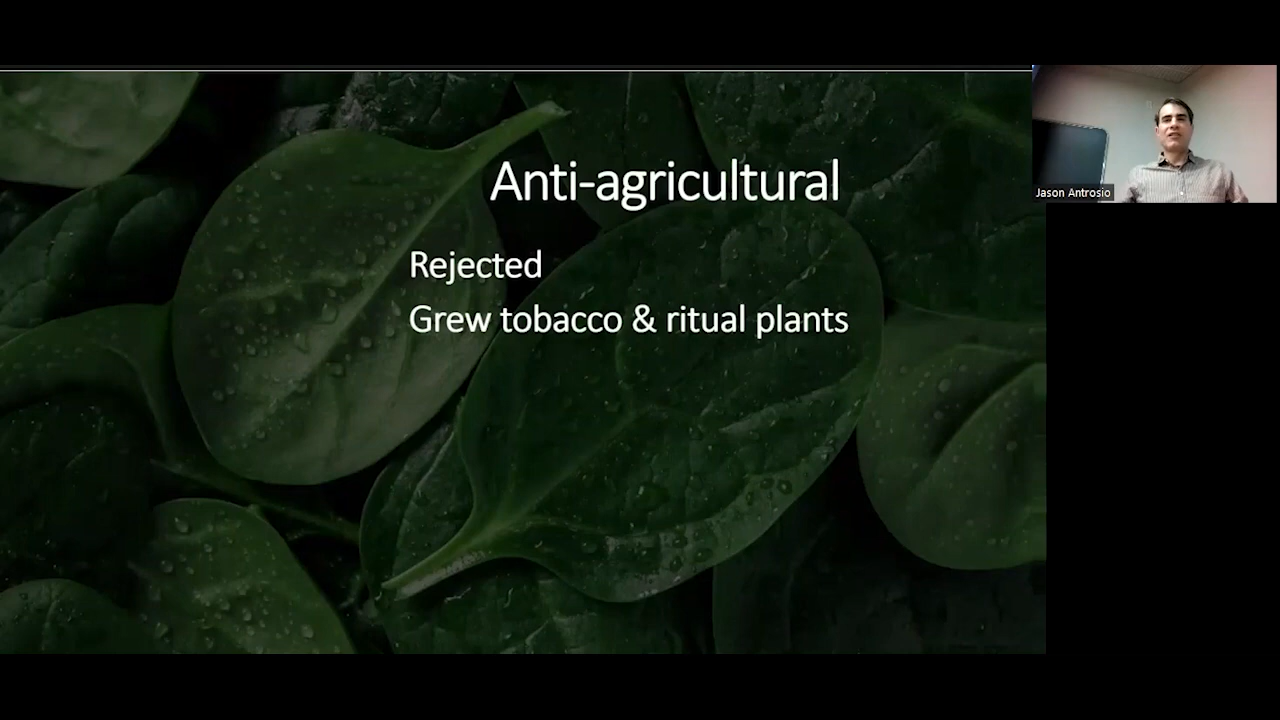 Anti-agricultural
Rejected
Grew tobacco & ritual plants
Jason Antrosio